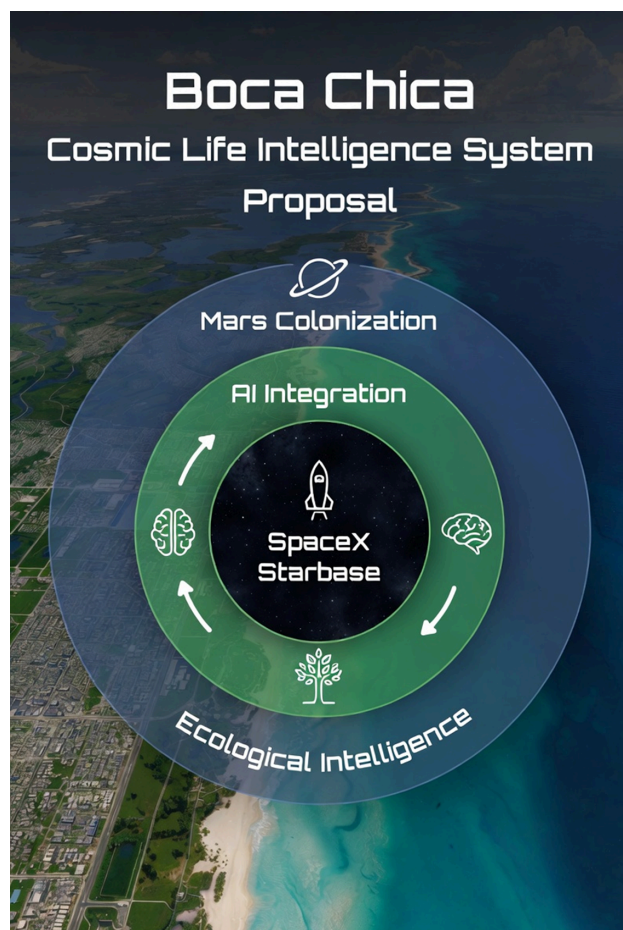 Boca Chica
Cosmic Life Intelligence System
Proposal
Mars Colonization
AI Integration
SpaceX
Starbase
Ecological Intelligence